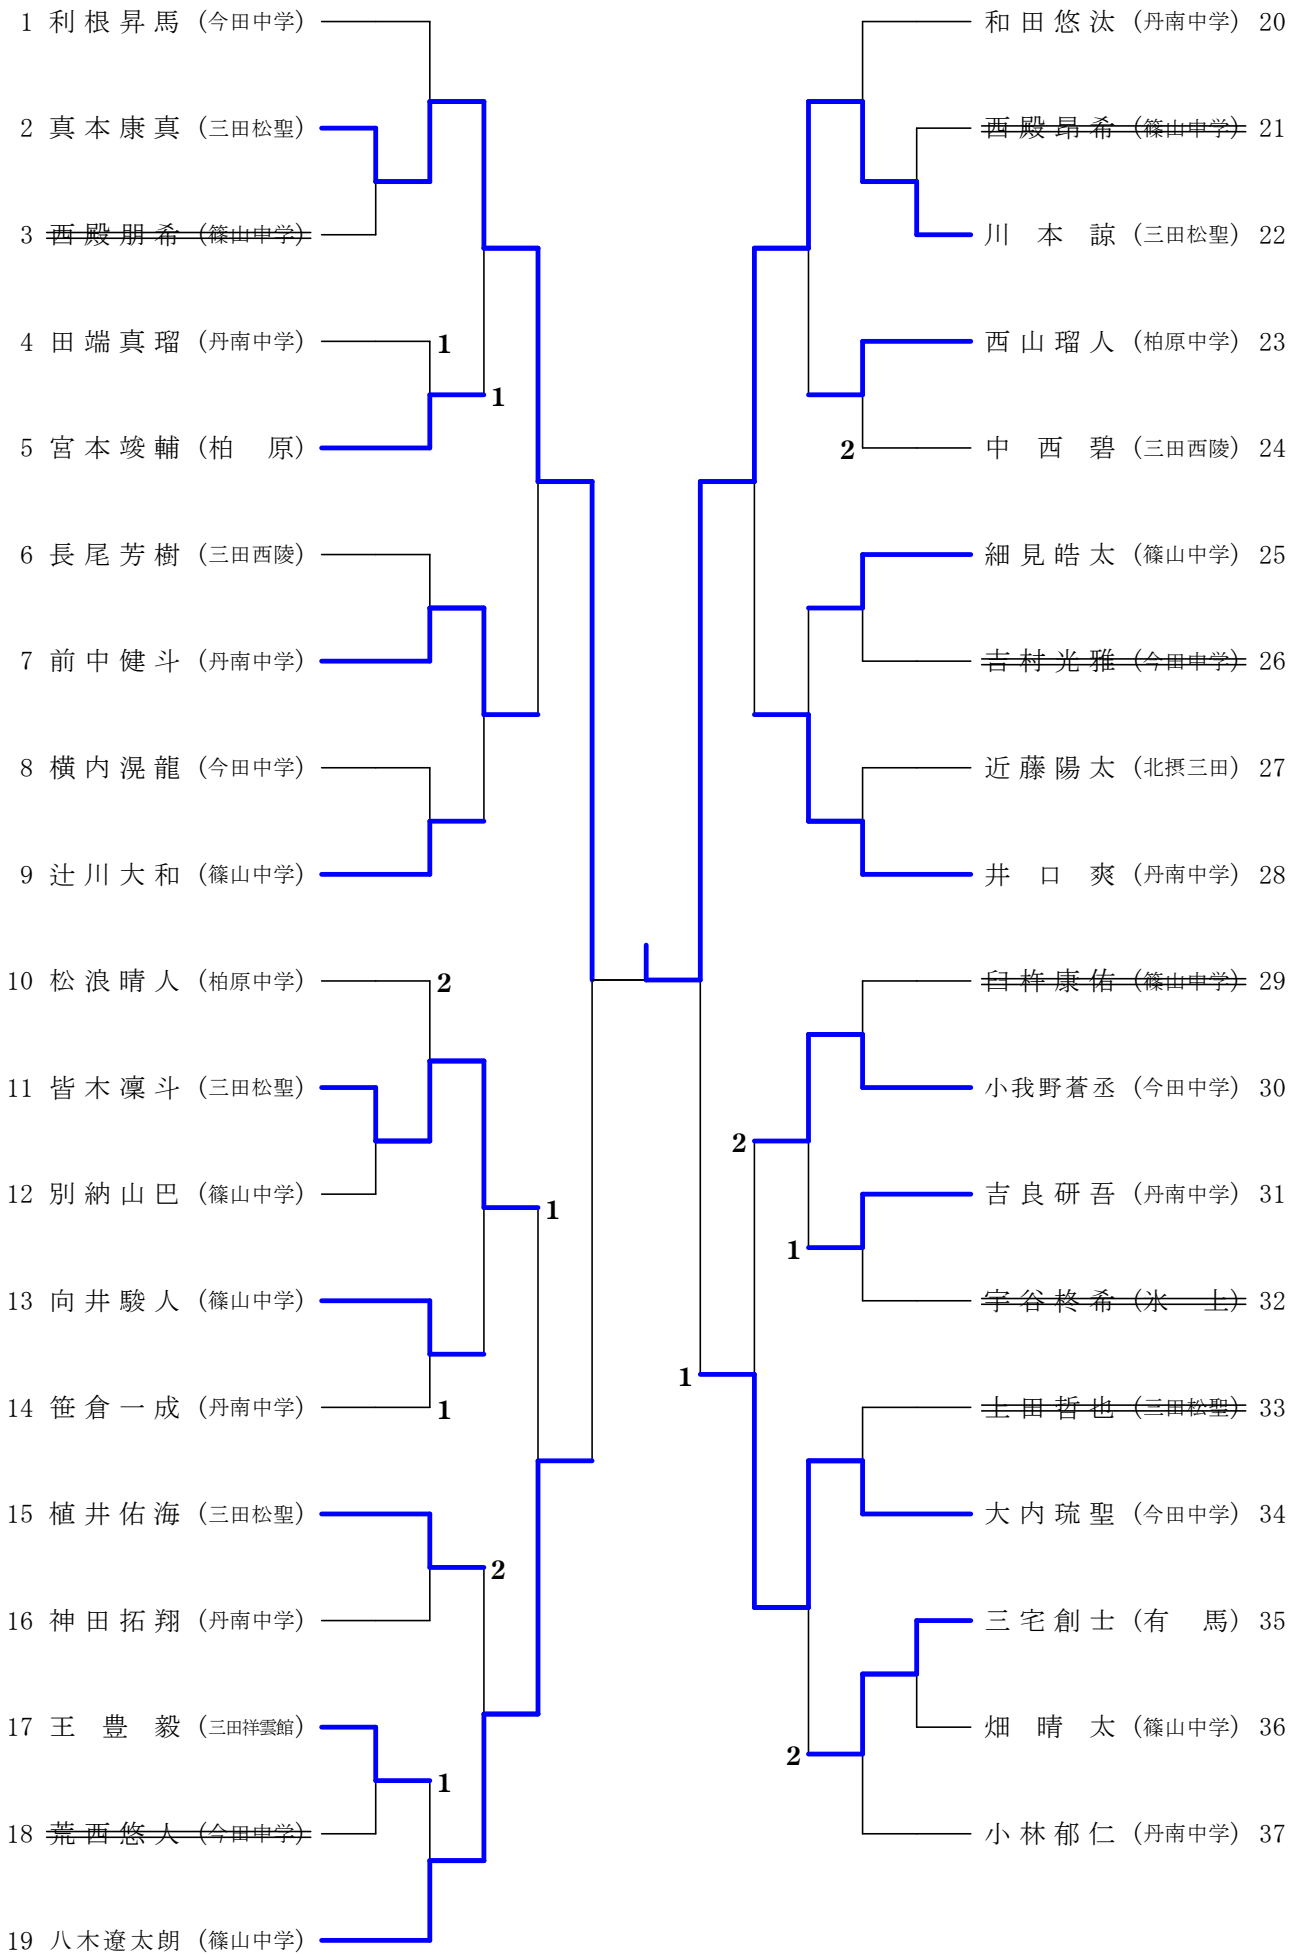 1 利根昇馬 (今田中学)
2 真本康真 (三田松聖)
3 西殿朋希 (篠山中学)
4 田端真瑠 (丹南中学)
1
1
5 宮本竣輔 (柏 原)
6 長尾芳樹 (三田西陵)
7 前中健斗 (丹南中学)
8 横内滉龍 (今田中学)
9 辻川大和 (篠山中学)
10 松浪晴人 (柏原中学)
2
11 皆木凜斗 (三田松聖)
12 別納山巴 (篠山中学)
1
13 向井駿人 (篠山中学)
14 笹倉一成 (丹南中学)
1
15 植井佑海 (三田松聖)
2
16 神田拓翔 (丹南中学)
17 王豊毅 (三田祥雲館)
1
18 荒西悠人 (今田中学)
19 八木遼太朗 (篠山中学)
和田悠汰 (丹南中学) 20
西殿昂希 (篠山中学) 21
川本諒 (三田松聖) 22
西山瑠人 (柏原中学) 23
2
中西碧 (三田西陵) 24
細見皓太 (篠山中学) 25
吉村光雅 (今田中学) 26
近藤陽太 (北摂三田) 27
井口爽 (丹南中学) 28
臼杵康佑 (篠山中学) 29
小我野蒼丞 (今田中学) 30
2
吉良研吾 (丹南中学) 31
1
宇谷柊希 (氷 上) 32
1
土田哲也 (三田松聖) 33
大内琉聖 (今田中学) 34
三宅創士 (有 馬) 35
畑晴太 (篠山中学) 36
2
小林郁仁 (丹南中学) 37